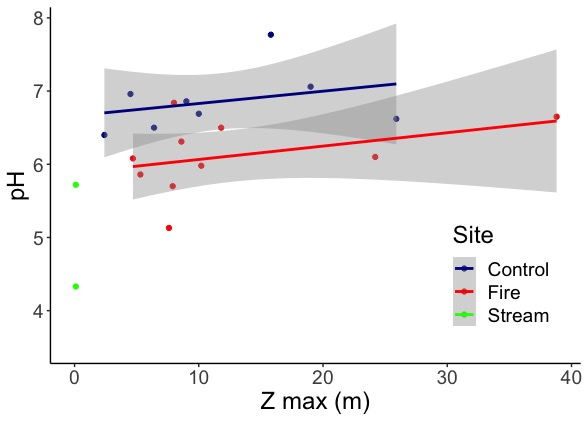 8
7
6
5
4
pH
0 10 20 30 40
Z max (m)
Site
Control
Fire
Stream